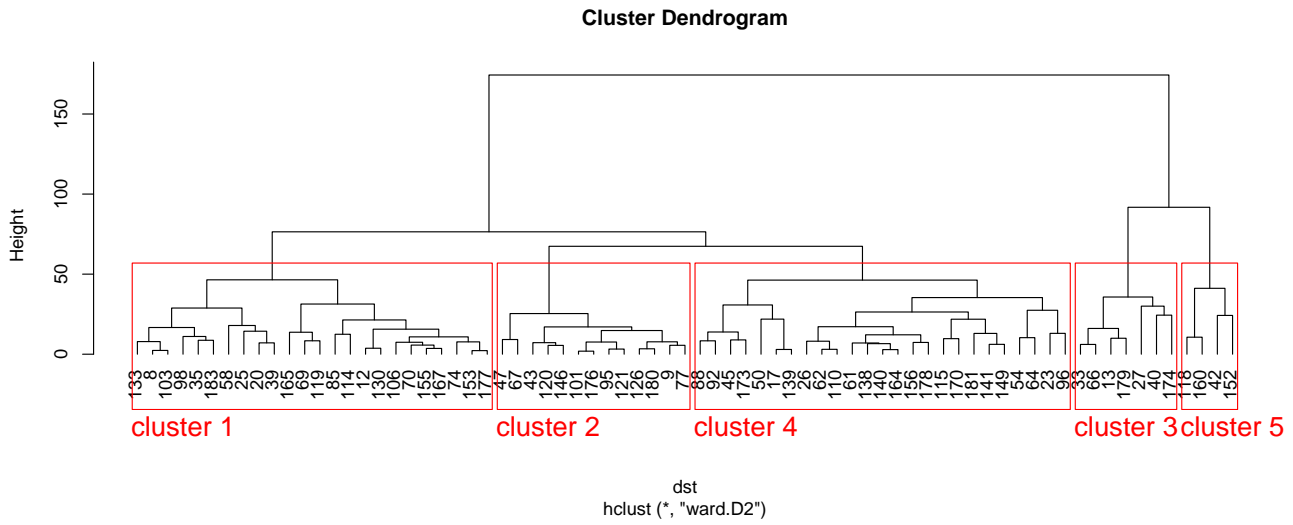 Cluster Dendrogram
Height
0
50
100
150
133 8 103 98 35 183 58 25 20 39 165 69 119 85 114 12 130 106 70 155 167 74 153 177 47 67 43 120 146 101 176 95 121 126 180 9 77 88 92 45 173 50 17 139 26 62 110 61 138 140 164 156 178 115 170 181 141 149 54 64 23 96 33 66 13 179 27 40 174 118 160 42 152
cluster 1
cluster 2
cluster 4
cluster 3
cluster 5
dst
hclust (*, "ward.D2")